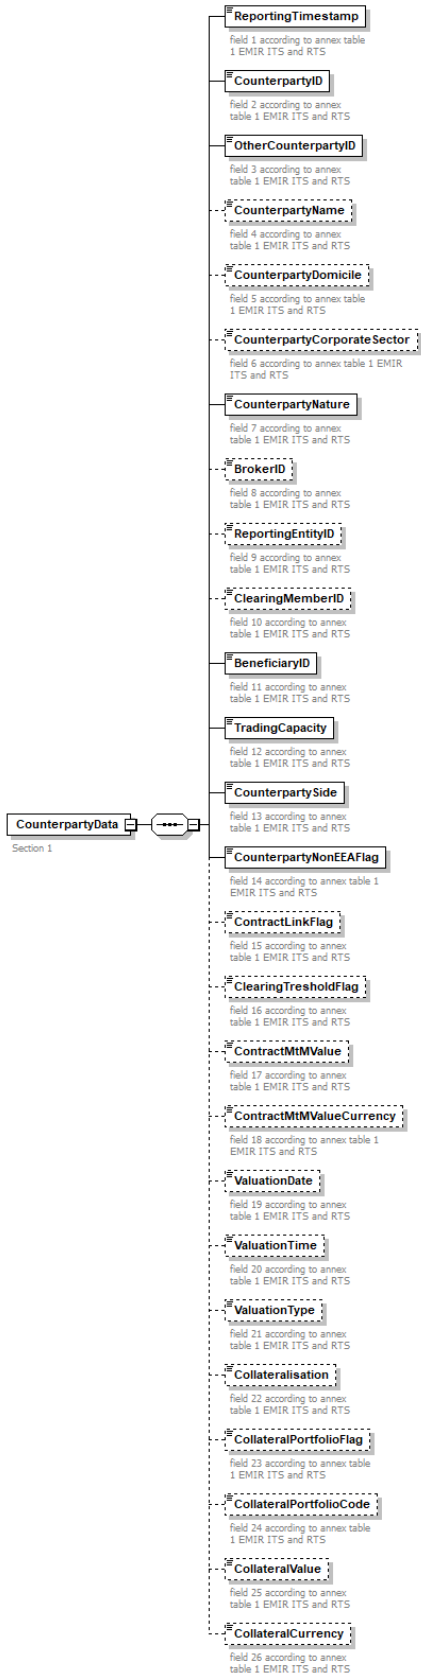 ReportingTimestamp
field 1 according to annex table
1 EMIR ITS and RTS
CounterpartyID
field 2 according to annex
table 1 EMIR ITS and RTS
OtherCounterpartyID
field 3 according to annex
table 1 EMIR ITS and RTS
CounterpartyName
field 4 according to annex
table 1 EMIR ITS and RTS
CounterpartyDomicile
field 5 according to annex table
1 EMIR ITS and RTS
CounterpartyCorporateSector
field 6 according to annex table 1 EMIR
ITS and RTS
CounterpartyNature
field 7 according to annex
table 1 EMIR ITS and RTS
BrokerID
field 8 according to annex
table 1 EMIR ITS and RTS
ReportingEntityID
field 9 according to annex
table 1 EMIR ITS and RTS
ClearingMemberID
field 10 according to annex
table 1 EMIR ITS and RTS
BeneficiaryID
field 11 according to annex
table 1 EMIR ITS and RTS
TradingCapacity
field 12 according to annex
table 1 EMIR ITS and RTS
CounterpartySide
field 13 according to annex
table 1 EMIR ITS and RTS
CounterpartyData
Section 1
CounterpartyNonEEAFlag
field 14 according to annex table 1
EMIR ITS and RTS
ContractLinkFlag
field 15 according to annex
table 1 EMIR ITS and RTS
ClearingTresholdFlag
field 16 according to annex
table 1 EMIR ITS and RTS
ContractMtMValue
field 17 according to annex
table 1 EMIR ITS and RTS
ContractMtMValueCurrency
field 18 according to annex table 1
EMIR ITS and RTS
ValuationDate
field 19 according to annex
table 1 EMIR ITS and RTS
ValuationTime
field 20 according to annex
table 1 EMIR ITS and RTS
ValuationType
field 21 according to annex
table 1 EMIR ITS and RTS
Collateralisation
field 22 according to annex
table 1 EMIR ITS and RTS
CollateralPortfolioFlag
field 23 according to annex table
1 EMIR ITS and RTS
CollateralPortfolioCode
field 24 according to annex table
1 EMIR ITS and RTS
CollateralValue
field 25 according to annex
table 1 EMIR ITS and RTS
CollateralCurrency
field 26 according to annex
table 1 EMIR ITS and RTS